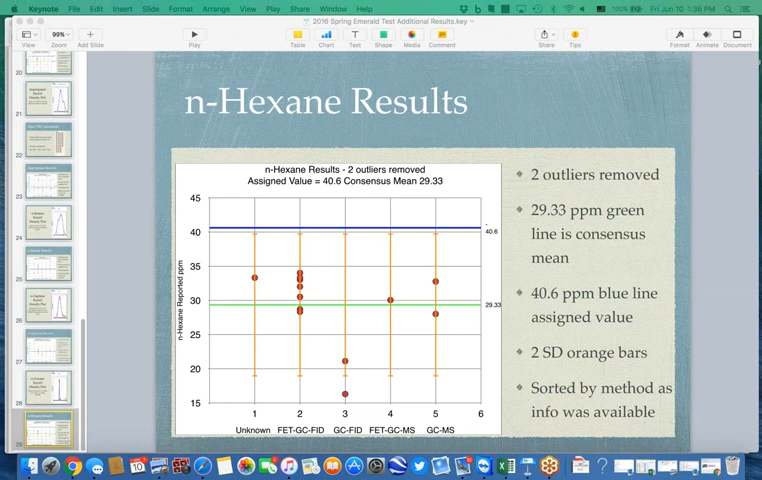 Keynote File Edit Insert Slide Format Arrange View Play Share Window Help 100% Fri Jun 10 1:36 PM
2016 Spring Emerald Test Additional Results.key
99%
View Zoom Add Slide Play Table Chart Text Shape Media Comment Share Tips Format Animate Document
20
21
22
23
24
25
26
27
28
n-Hexane Results
n-Hexane Results - 2 outliers removed
Assigned Value = 40.6 Consensus Mean 29.33
45
40
35
30
25
20
15
n-Hexane Reported ppm
40.6
29.33
1 2 3 4 5 6
Unknown FET-GC-FID GC-FID FET-GC-MS GC-MS
2 outliers removed
29.33 ppm green
line is consensus
mean
40.6 ppm blue line
assigned value
2 SD orange bars
Sorted by method as
info was available